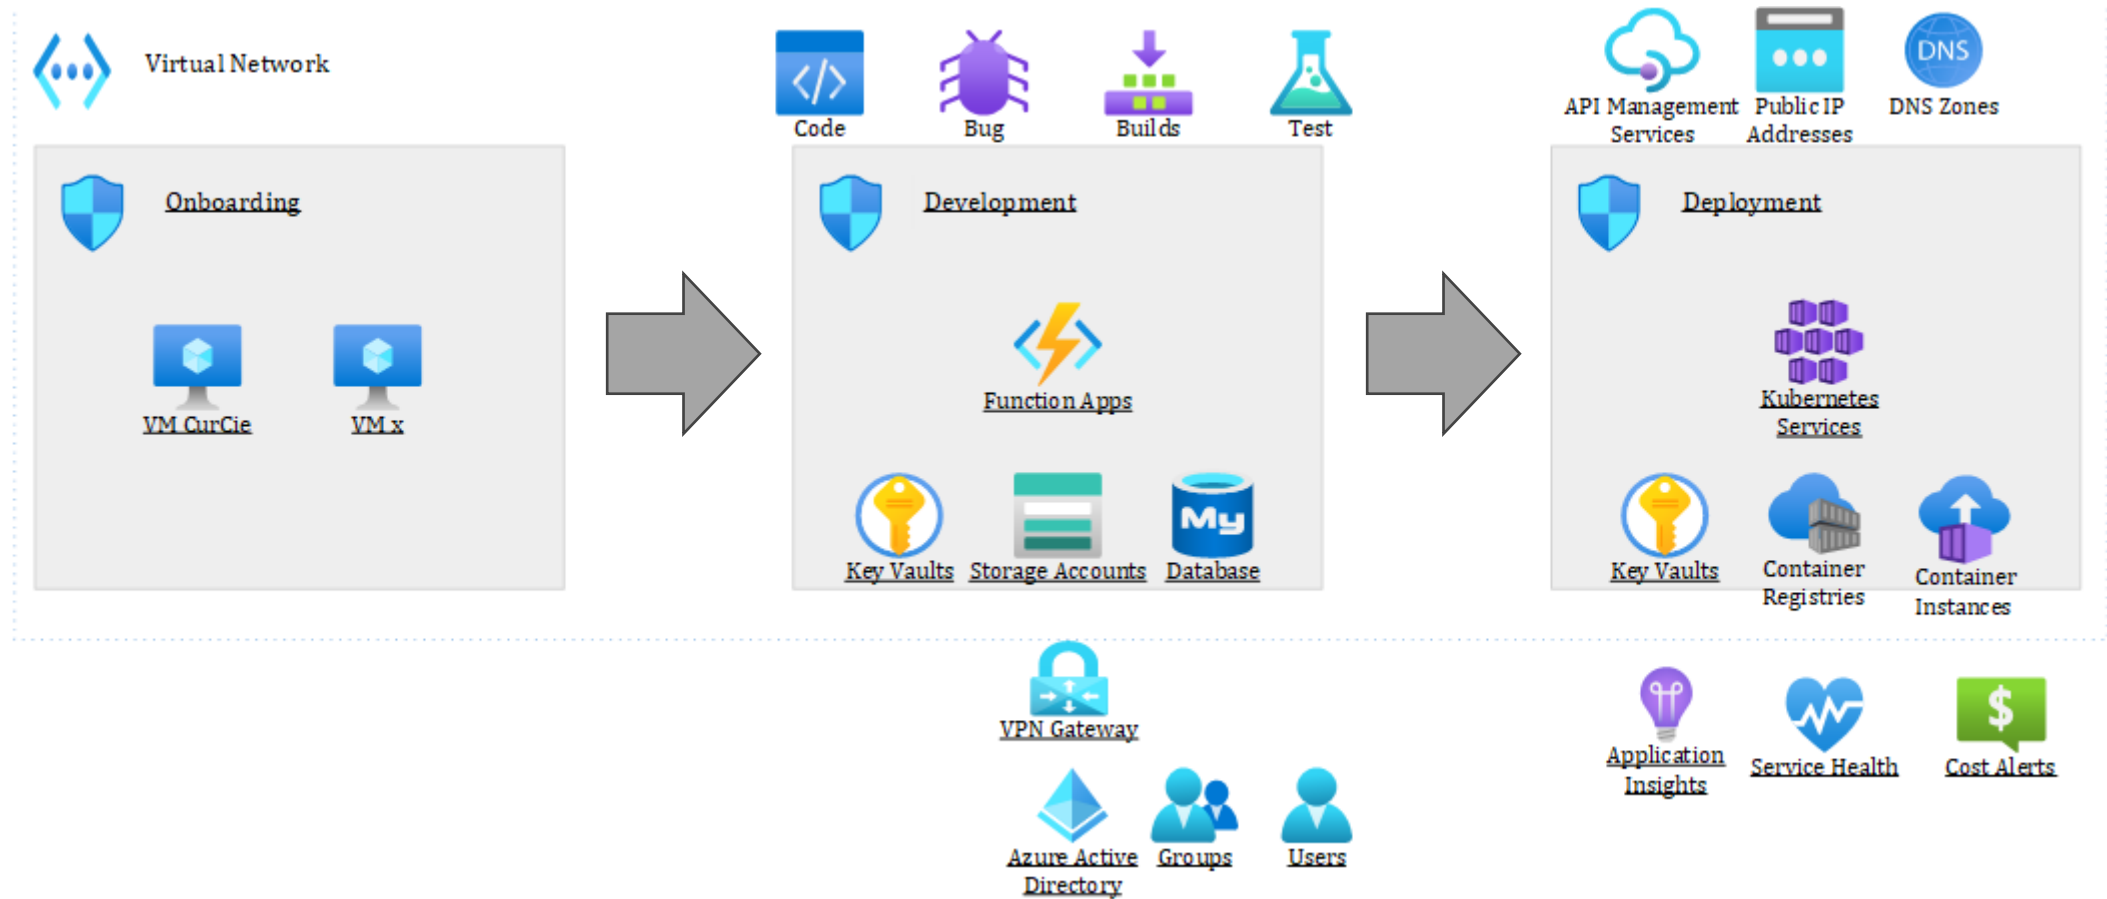 Virtual Network
</>
Code
Bug
Builds
Test
API Management
Services
Public IP
Addresses
DNS
DNS Zones
Onboarding
VM CurCie
VM x
Development
Function Apps
Key Vaults
Storage Accounts
My
Database
Deployment
Kubernetes
Services
Key Vaults
Container
Registries
Container
Instances
VPN Gateway
Azure Active
Directory
Groups
Users
Application
Insights
Service Health
$
Cost Alerts